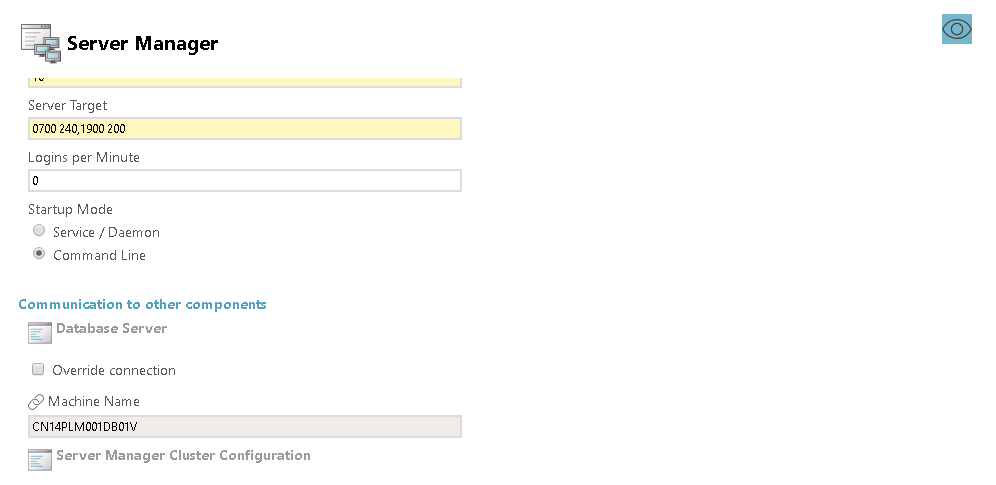 Server Manager
Server Target
0700 240,1900 200
Logins per Minute
0
Startup Mode
Service / Daemon
Command Line
Communication to other components
Database Server
Override connection
Machine Name
CN14PLM001DB01V
Server Manager Cluster Configuration